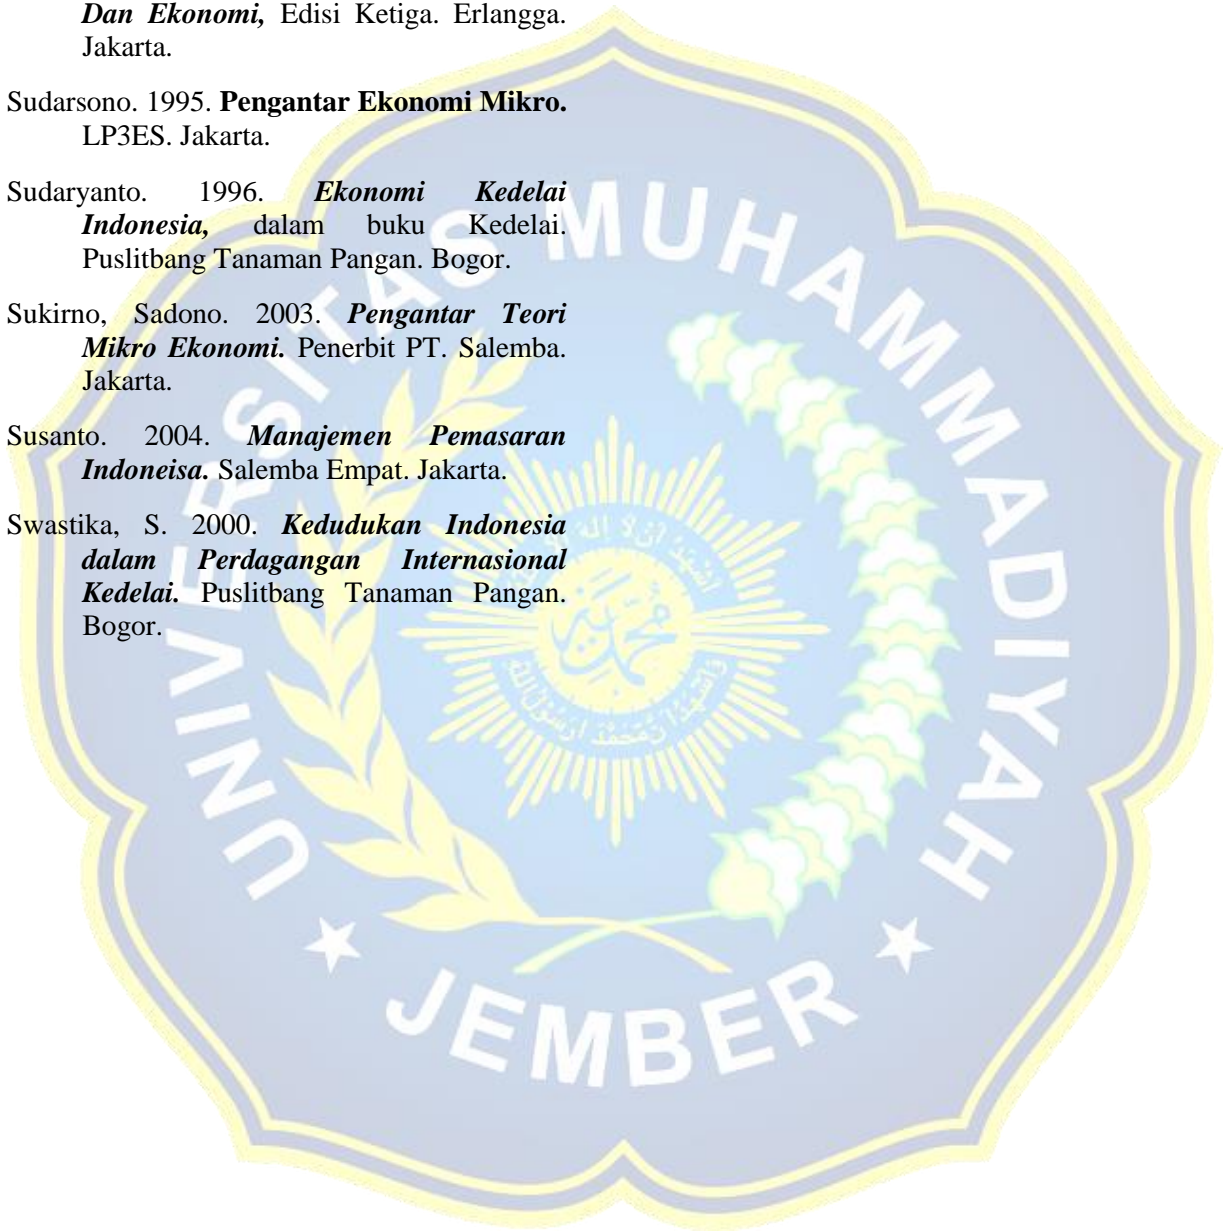 Dan Ekonomi, Edisi Ketiga. Erlangga.
Jakarta.
Sudarsono. 1995. Pengantar Ekonomi Mikro.
LP3ES. Jakarta.
Sudaryanto. 1996. Ekonomi Kedelai
Indonesia, dalam buku Kedelai.
Puslitbang Tanaman Pangan. Bogor.
Sukirno, Sadono. 2003. Pengantar Teori
Mikro Ekonomi. Penerbit PT. Salemba.
Jakarta.
Susanto. 2004. Manajemen Pemasaran
Indoneisa. Salemba Empat. Jakarta.
Swastika, S. 2000. Kedudukan Indonesia
dalam Perdagangan Internasional
Kedelai. Puslitbang Tanaman Pangan.
Bogor.
UNIVERSITAS MUHAMMADIYAH
JEMBER
محمد